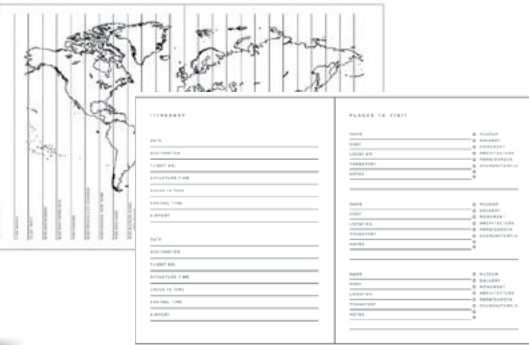 ITINERARY
DATE
DESTINATION
FLIGHT NO.
DEPARTURE TIME
CHECK IN TIME
ARRIVAL TIME
AIRPORT
DATE
DESTINATION
FLIGHT NO.
DEPARTURE TIME
CHECK IN TIME
ARRIVAL TIME
AIRPORT
PLACES TO VISIT
NAME
MUSEUM
COST
GALLERY
MONUMENT
LOCATION
ARCHITECTURE
TRANSPORT
PARK/GARDEN
NOTES
CHURCH/TEMPLE
NAME
MUSEUM
COST
GALLERY
MONUMENT
LOCATION
ARCHITECTURE
TRANSPORT
PARK/GARDEN
NOTES
CHURCH/TEMPLE
NAME
MUSEUM
COST
GALLERY
MONUMENT
LOCATION
ARCHITECTURE
TRANSPORT
PARK/GARDEN
NOTES
CHURCH/TEMPLE